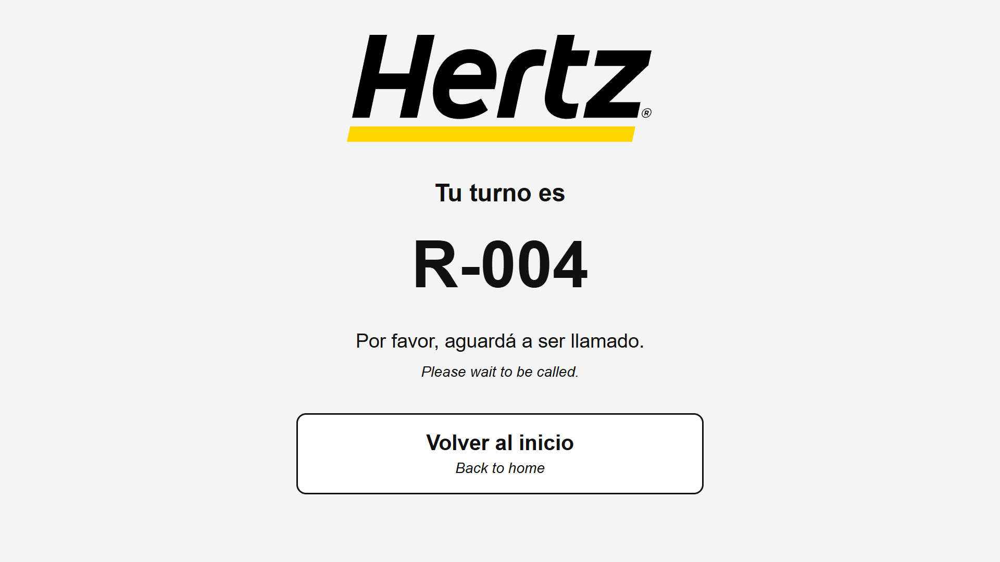 Hertz®
Tu turno es
R-004
Por favor, aguardá a ser llamado.
Please wait to be called.
Volver al inicio
Back to home